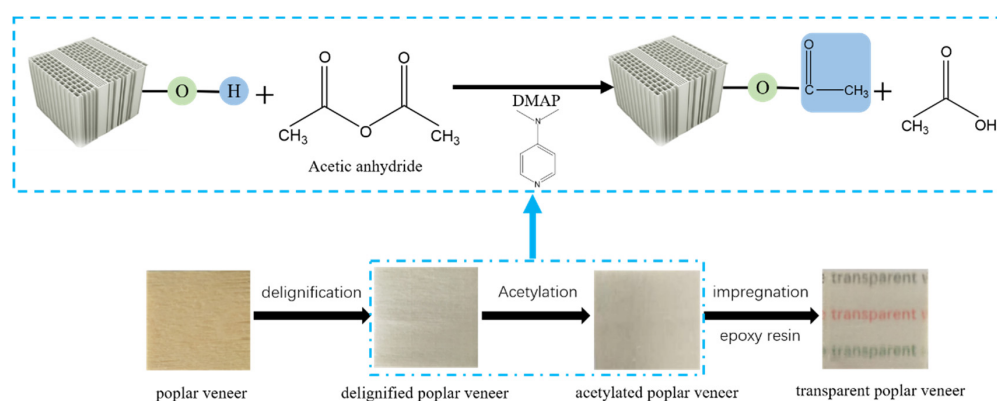 O
H
+
O
O
CH₃
O
CH₃
Acetic anhydride
DMAP
N
N
O
O
C
CH₃
+
O
CH₃
OH
delignification
Acetylation
impregnation
epoxy resin
e transparent w
e transparent w
e transparent
poplar veneer
delignified poplar veneer
acetylated poplar veneer
transparent poplar veneer